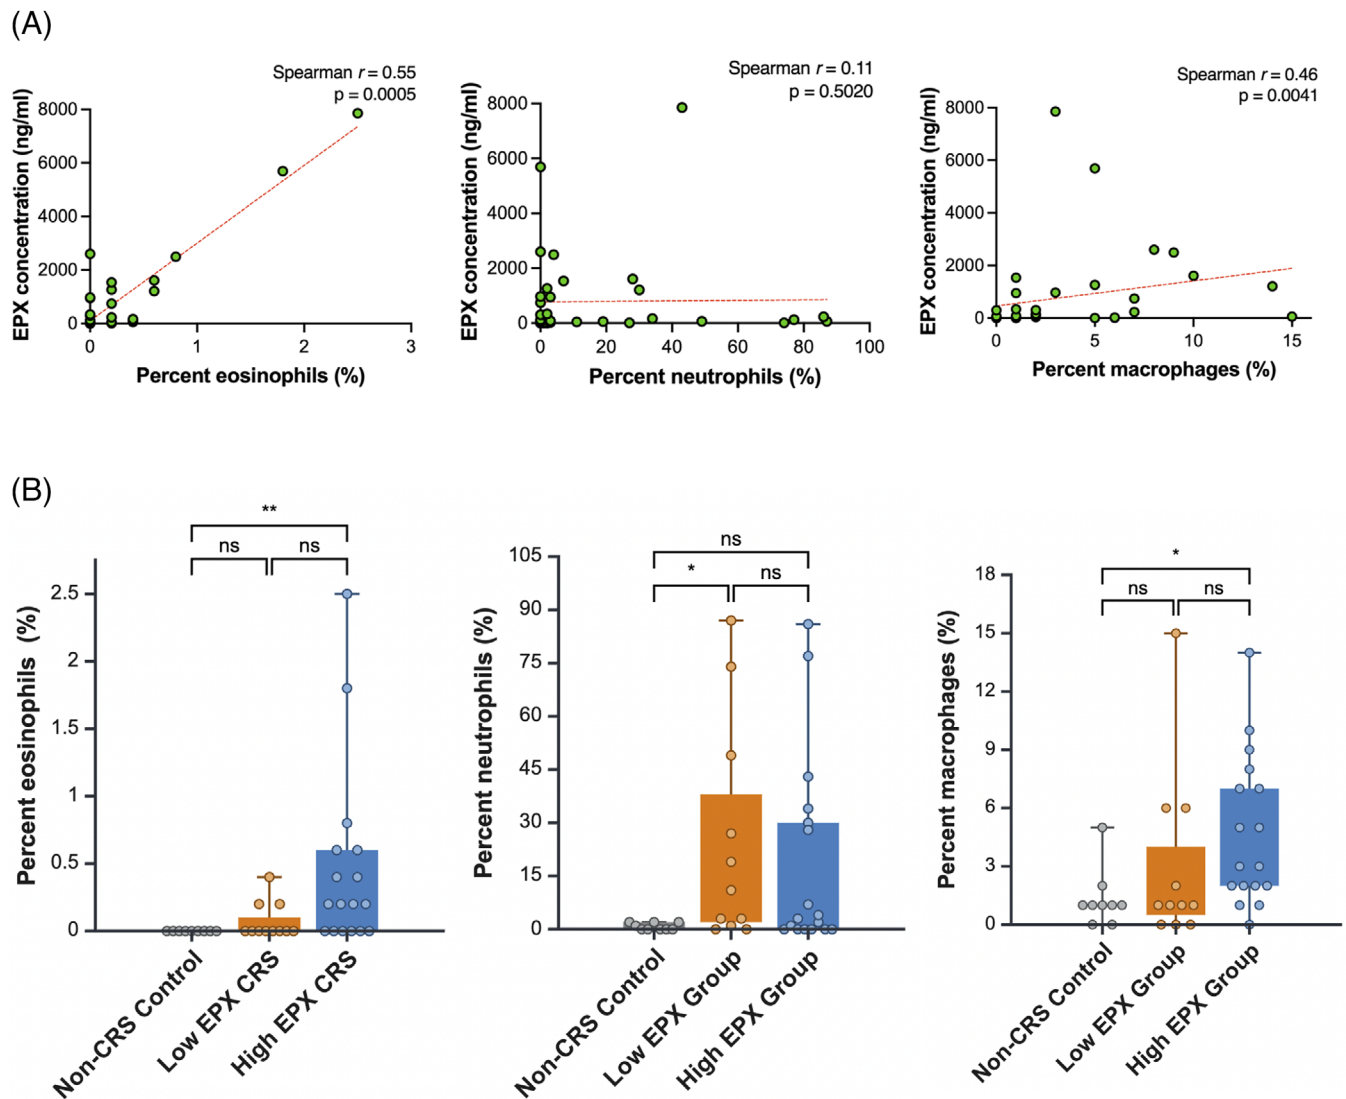 (A)
Spearman r = 0.55
p = 0.0005
EPX concentration (ng/ml)
8000
6000
4000
2000
0
0 1 2 3
Percent eosinophils (%)
Spearman r = 0.11
p = 0.5020
EPX concentration (ng/ml)
8000
6000
4000
2000
0
0 20 40 60 80 100
Percent neutrophils (%)
Spearman r = 0.46
p = 0.0041
EPX concentration (ng/ml)
8000
6000
4000
2000
0
0 5 10 15
Percent macrophages (%)
(B)
**
ns ns
Percent eosinophils (%)
2.5
2
1.5
1
0.5
0
Non-CRS Control
Low EPX CRS
High EPX CRS
ns
* ns
Percent neutrophils (%)
105
90
75
60
45
30
15
0
Non-CRS Control
Low EPX Group
High EPX Group
*
ns ns
Percent macrophages (%)
18
15
12
9
6
3
0
Non-CRS Control
Low EPX Group
High EPX Group